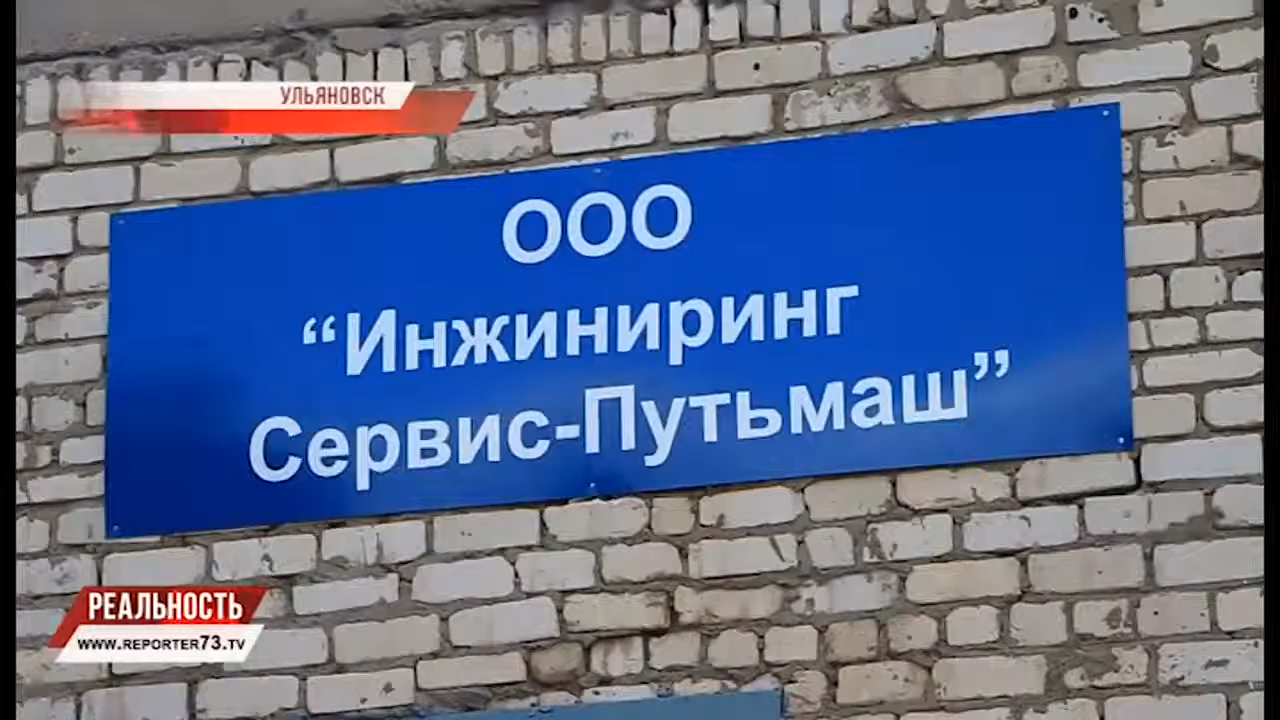 УЛЬЯНОВСК
ООО
“Инжиниринг
Сервис-Путьмаш”
РЕАЛЬНОСТЬ
WWW.REPORTER73.TV